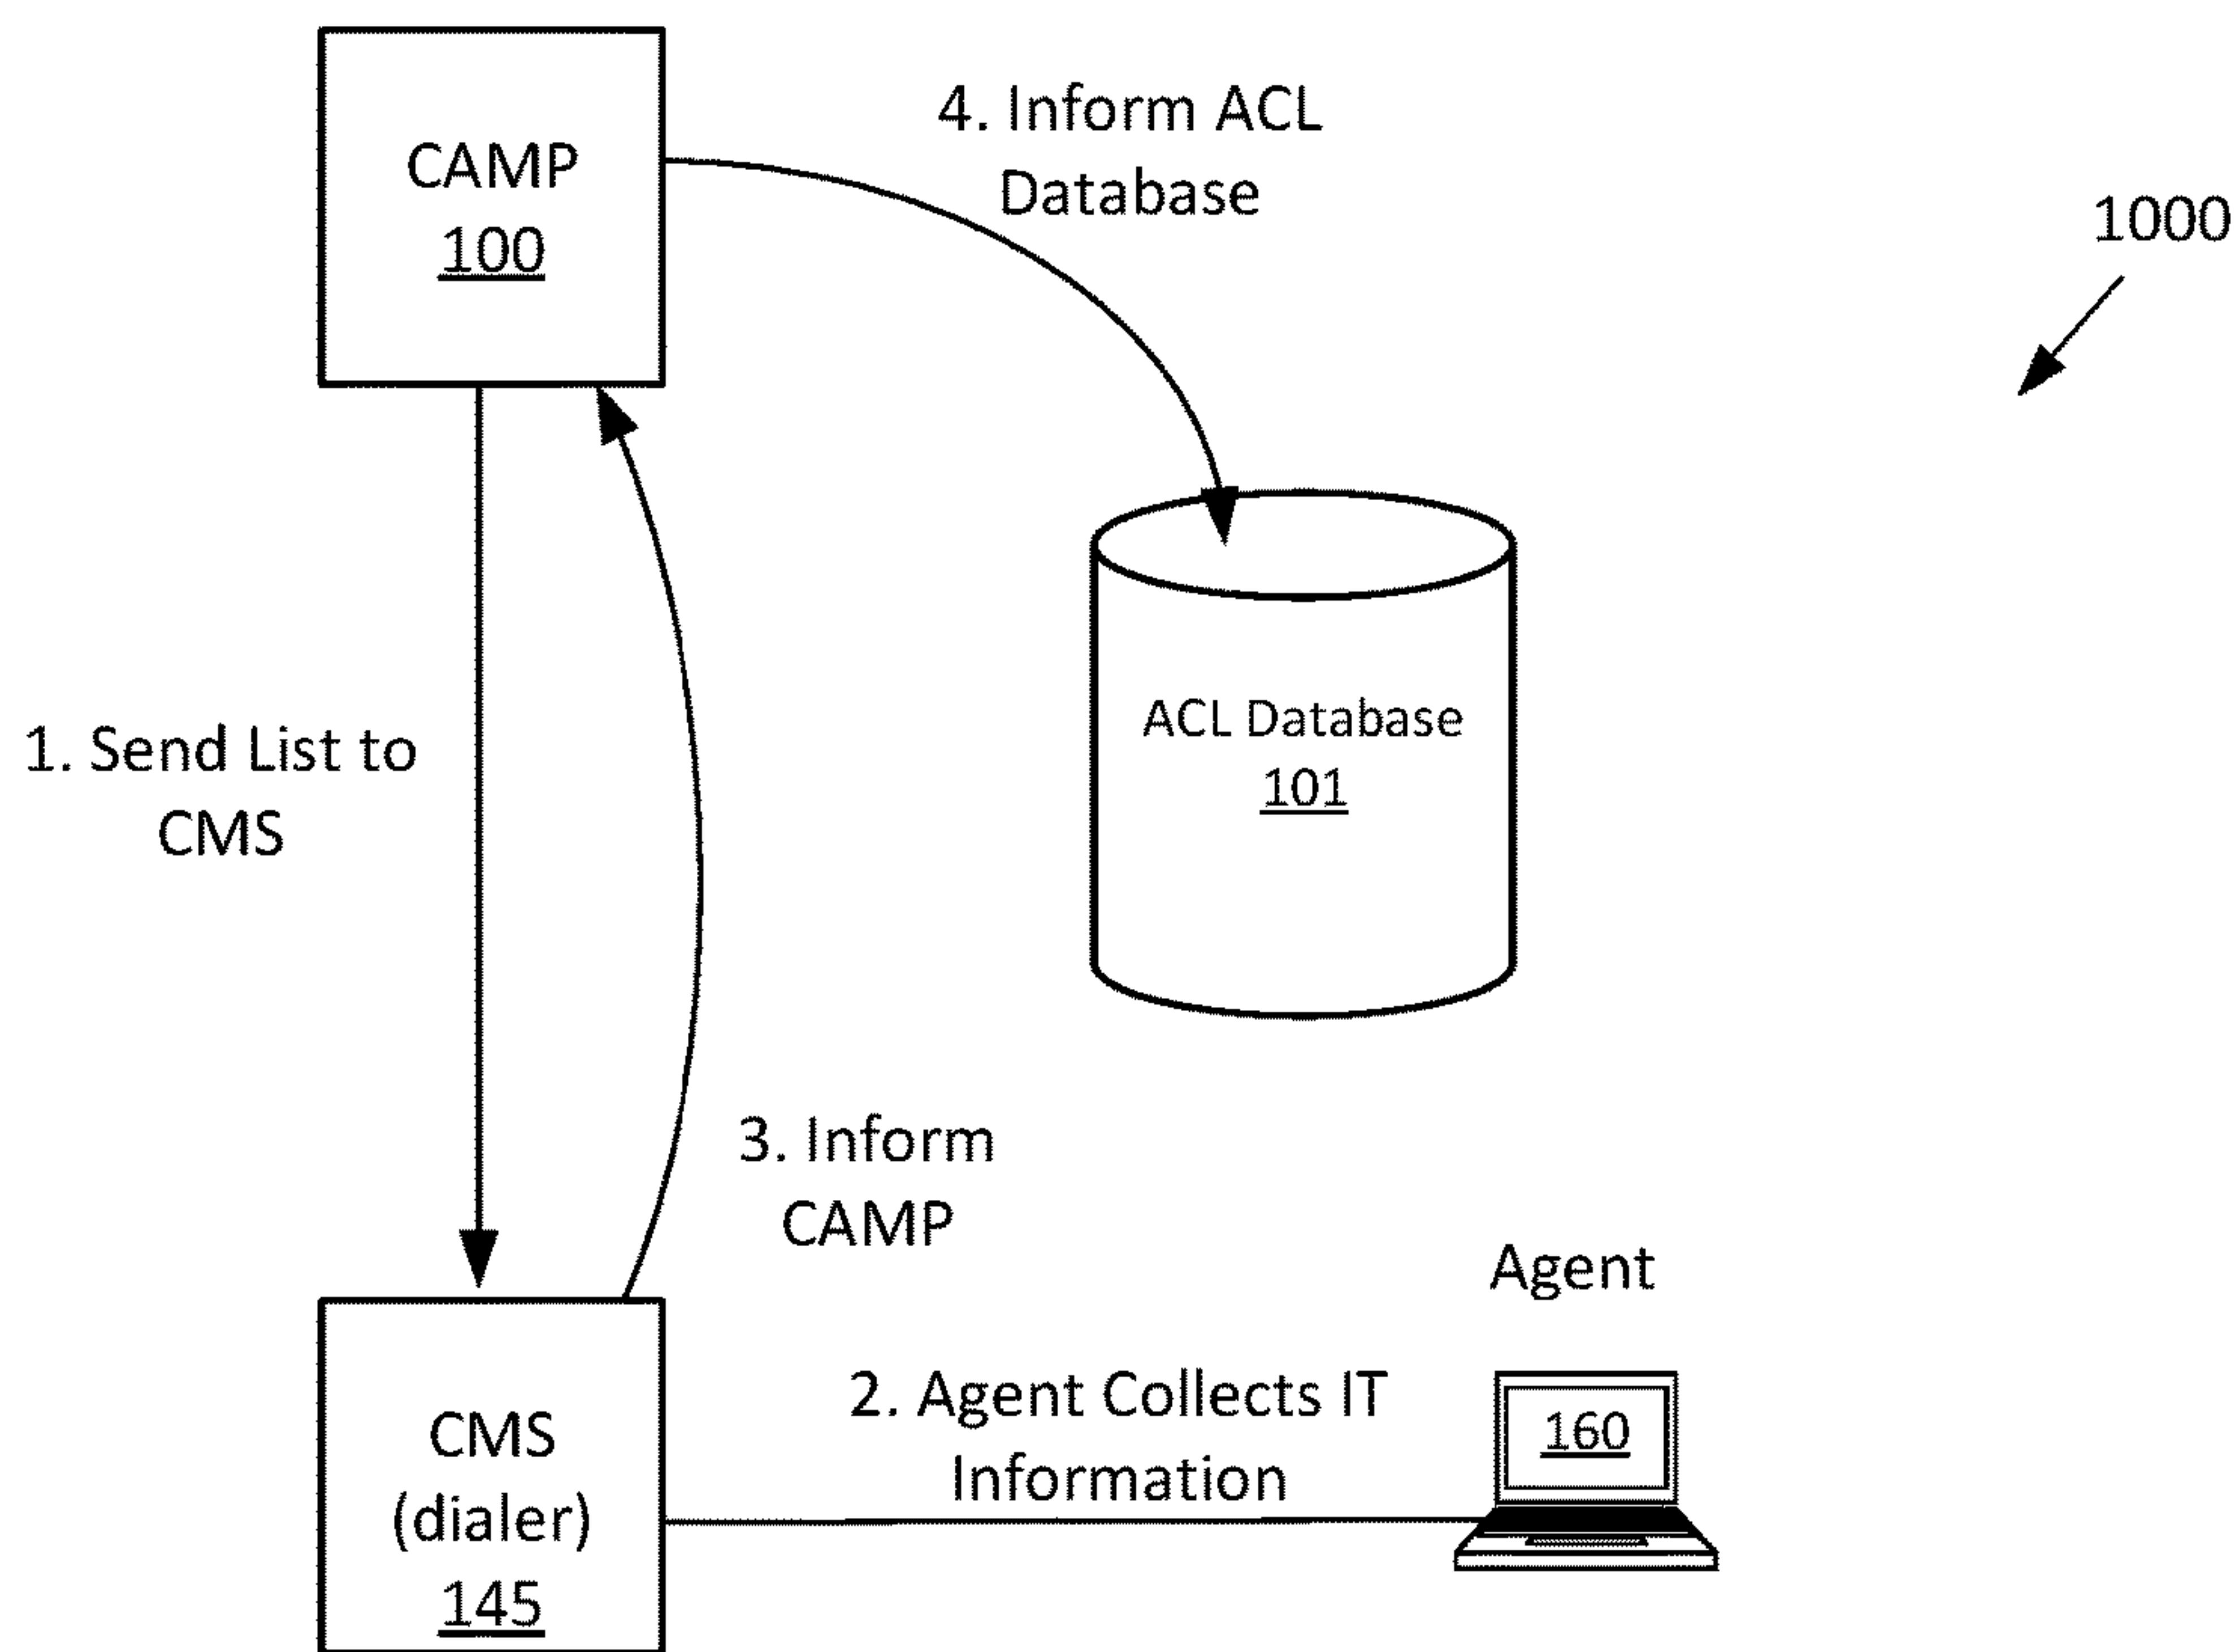 CAMP
100
4. Inform ACL
Database
1000
ACL Database
101
1. Send List to
CMS
3. Inform
CAMP
Agent
160
2. Agent Collects IT
Information
CMS
(dialer)
145